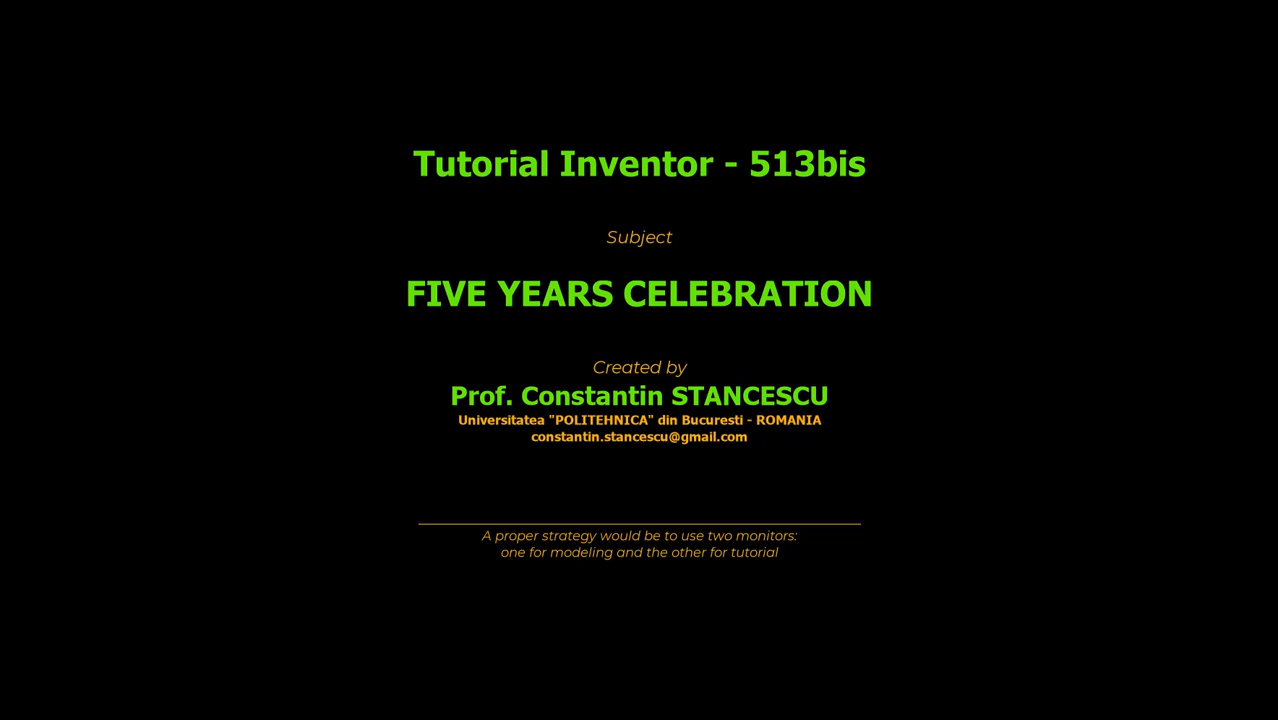 Tutorial Inventor - 513bis
Subject
FIVE YEARS CELEBRATION
Created by
Prof. Constantin STANCESCU
Universitatea "POLITEHNICA" din Bucuresti - ROMANIA
constantin.stancescu@gmail.com
A proper strategy would be to use two monitors:
one for modeling and the other for tutorial